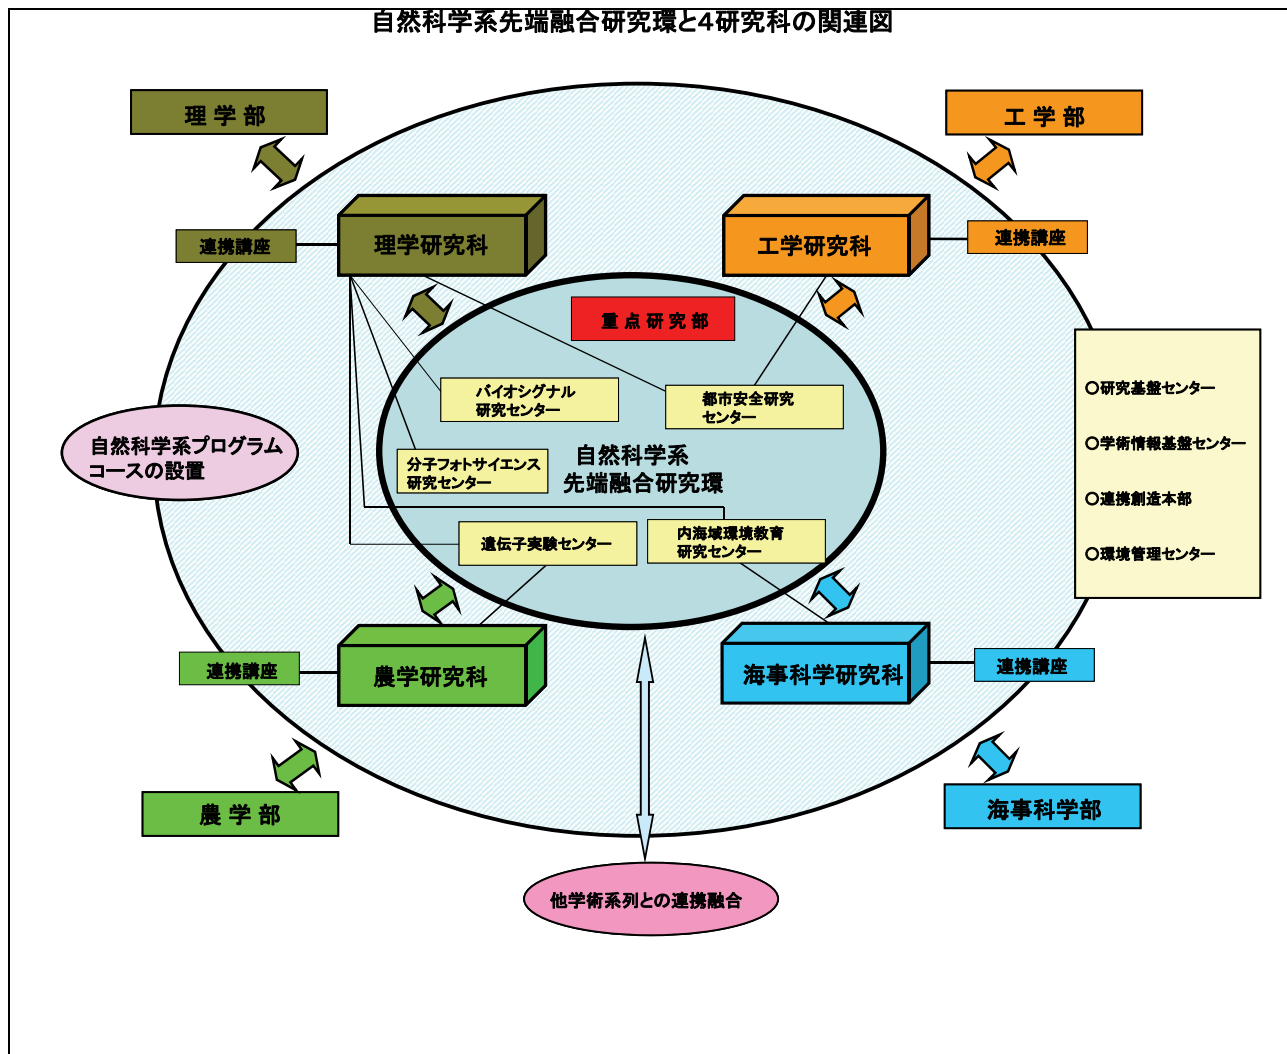 自然科学系先端融合研究環と4研究科の関連図
理学部
工学部
理学研究科
工学研究科
連携講座
連携講座
重点研究部
バイオシグナル
研究センター
都市安全研究
センター
○研究基盤センター
○学術情報基盤センター
○連携創造本部
○環境管理センター
自然科学系プログラム
コースの設置
分子フォトサイエンス
研究センター
自然科学系
先端融合研究環
遺伝子実験センター
内海域環境教育
研究センター
連携講座
農学研究科
海事科学研究科
連携講座
農学部
海事科学部
他学術系列との連携融合